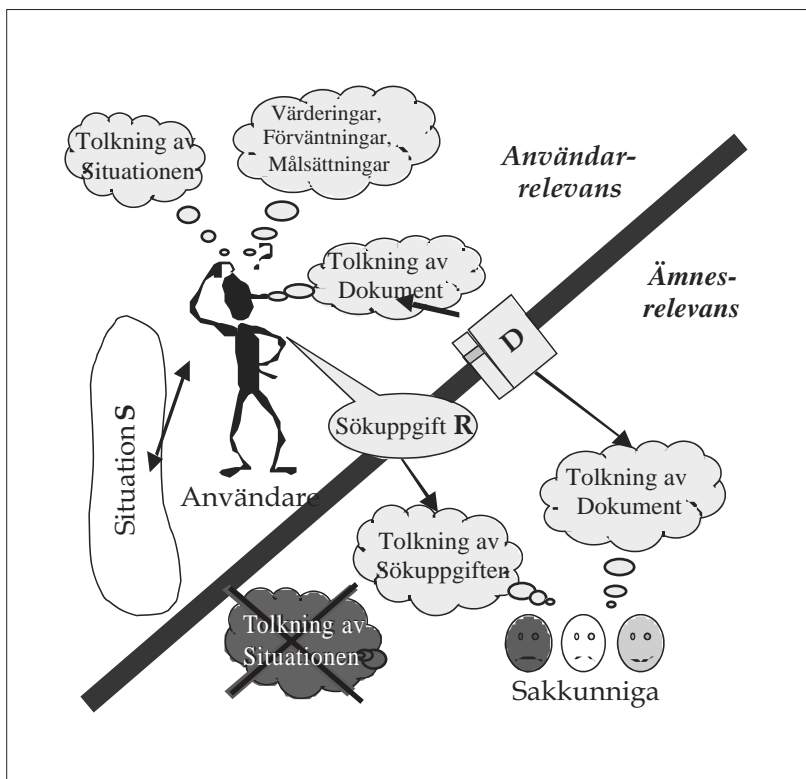 Värderingar,
Förväntningar,
Målsättningar
Tolkning av
Situationen
Användar-
relevans
Tolkning av
Dokument
Ämnes-
relevans
D
Situation S
Sökuppgift R
Användare
Tolkning av
Dokument
Tolkning av
Sökuppgiften
Tolkning av
Situationen
Sakkunniga